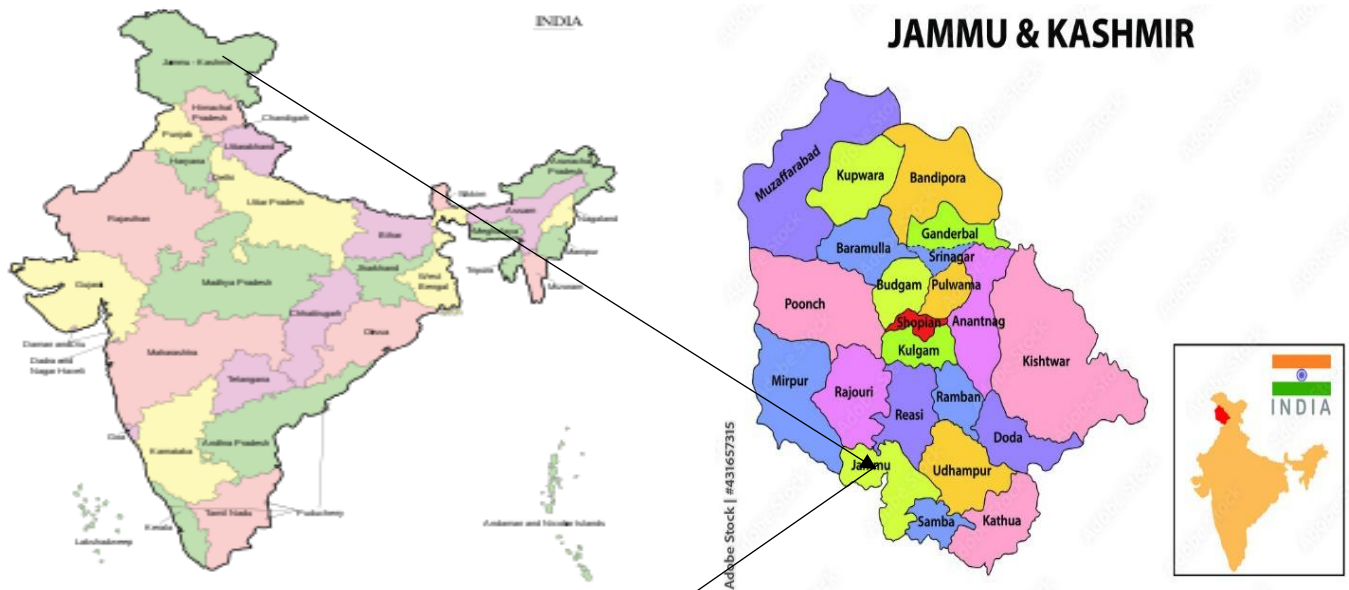 INDIA
Jammu - Kashmir
Himachal
Pradesh
Chandigarh
Punjab
Uttarakhand
Haryana
Delhi
Rajasthan
Uttar Pradesh
Sikkim
Arunachal
Pradesh
Assam
Nagaland
Meghalaya
Manipur
Tripura
Mizoram
Bihar
Jharkhand
West
Bengal
Gujarat
Madhya Pradesh
Chhattisgarh
Orissa
Daman and Diu
Dadra and
Nagar Haveli
Maharashtra
Telangana
Goa
Karnataka
Andhra Pradesh
Kerala
Tamil Nadu
Puducherry
Lakshadweep
Andaman and Nicobar Islands
JAMMU & KASHMIR
Muzaffarabad
Kupwara
Bandipora
Ganderbal
Baramulla
Srinagar
Budgam
Pulwama
Poonch
Shopian
Anantnag
Kulgam
Kishtwar
Mirpur
Rajouri
Reasi
Ramban
Doda
Jammu
Udhampur
Samba
Kathua
INDIA
Adobe Stock | #431657315
Adobe Stock